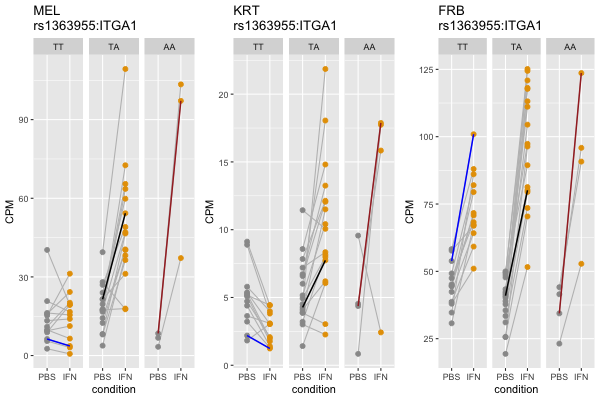 MEL
rs1363955:ITGA1
TT TA AA
CPM
90
60
30
0
PBS IFN PBS IFN PBS IFN
condition
KRT
rs1363955:ITGA1
TT TA AA
CPM
20
15
10
5
0
PBS IFN PBS IFN PBS IFN
condition
FRB
rs1363955:ITGA1
TT TA AA
CPM
125
100
75
50
25
PBS IFN PBS IFN PBS IFN
condition